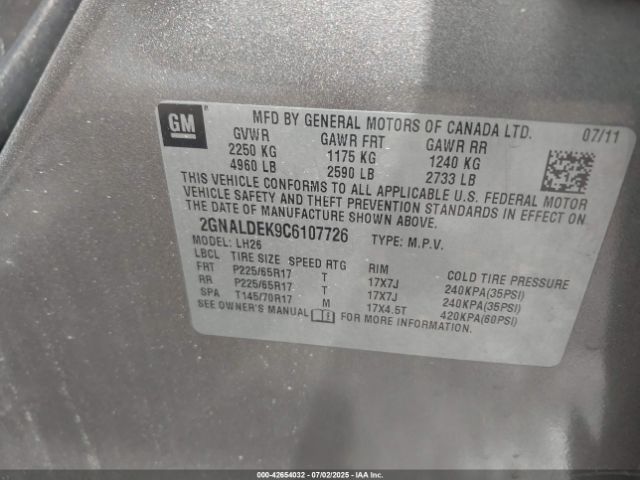 GM ®
MFD BY GENERAL MOTORS OF CANADA LTD. 07/11
GVWR GAWR FRT GAWR RR
2250 KG 1175 KG 1240 KG
4960 LB 2590 LB 2733 LB
THIS VEHICLE CONFORMS TO ALL APPLICABLE U.S. FEDERAL MOTOR
VEHICLE SAFETY AND THEFT PREVENTION STANDARDS IN EFFECT ON
THE DATE OF MANUFACTURE SHOWN ABOVE.
2GNALDEK9C6107726 TYPE: M.P.V.
MODEL: LH26
LBCL TIRE SIZE SPEED RTG RIM COLD TIRE PRESSURE
FRT P225/65R17 T 17X7J 240KPA(35PSI)
RR P225/65R17 T 17X7J 240KPA(35PSI)
SPA T145/70R17 M 17X4.5T 420KPA(60PSI)
SEE OWNER'S MANUAL FOR MORE INFORMATION.
000-42654032 - 07/02/2025 - IAAI.COM